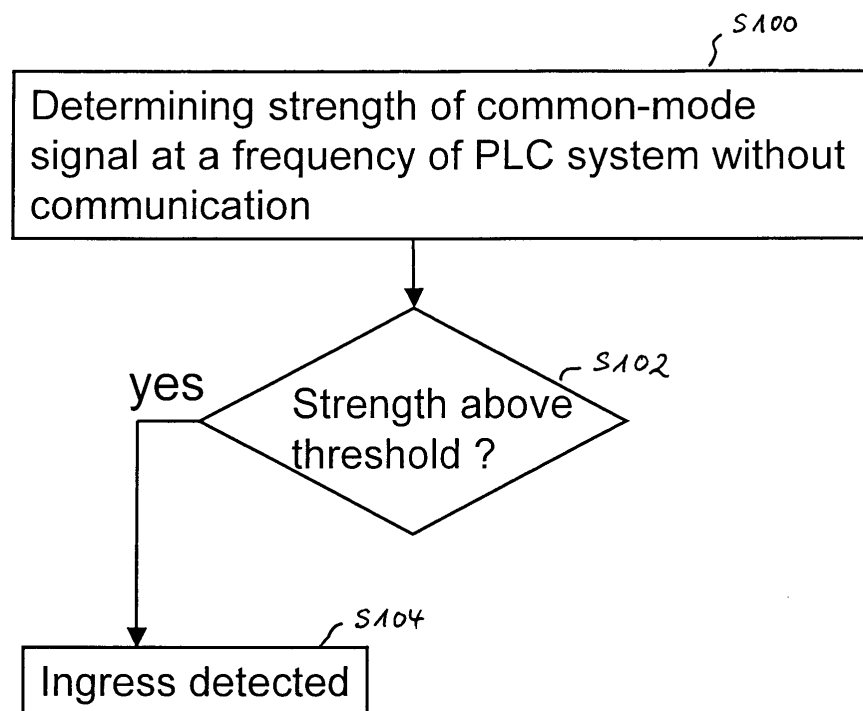 S100
Determining strength of common-mode
signal at a frequency of PLC system without
communication
S102
yes
Strength above
threshold ?
S104
Ingress detected